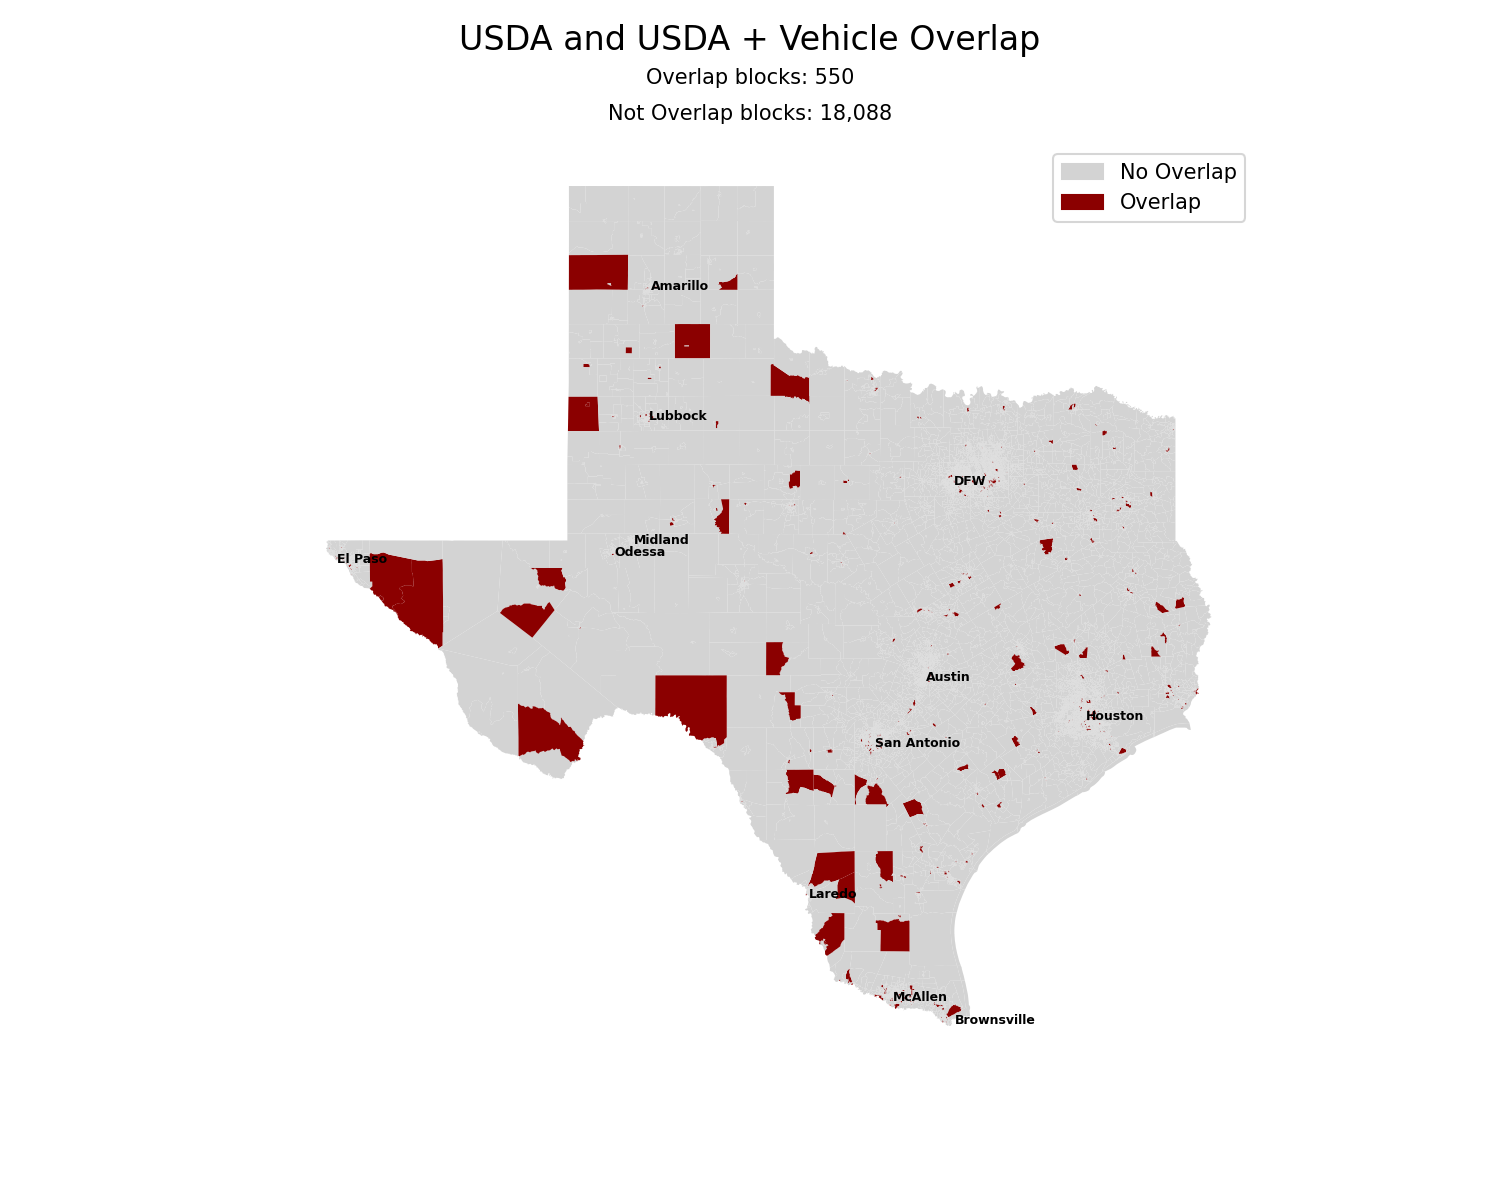 USDA and USDA + Vehicle Overlap
Overlap blocks: 550
Not Overlap blocks: 18,088
No Overlap
Overlap
Amarillo
Lubbock
DFW
Midland
Odessa
El Paso
Austin
Houston
San Antonio
Laredo
McAllen
Brownsville